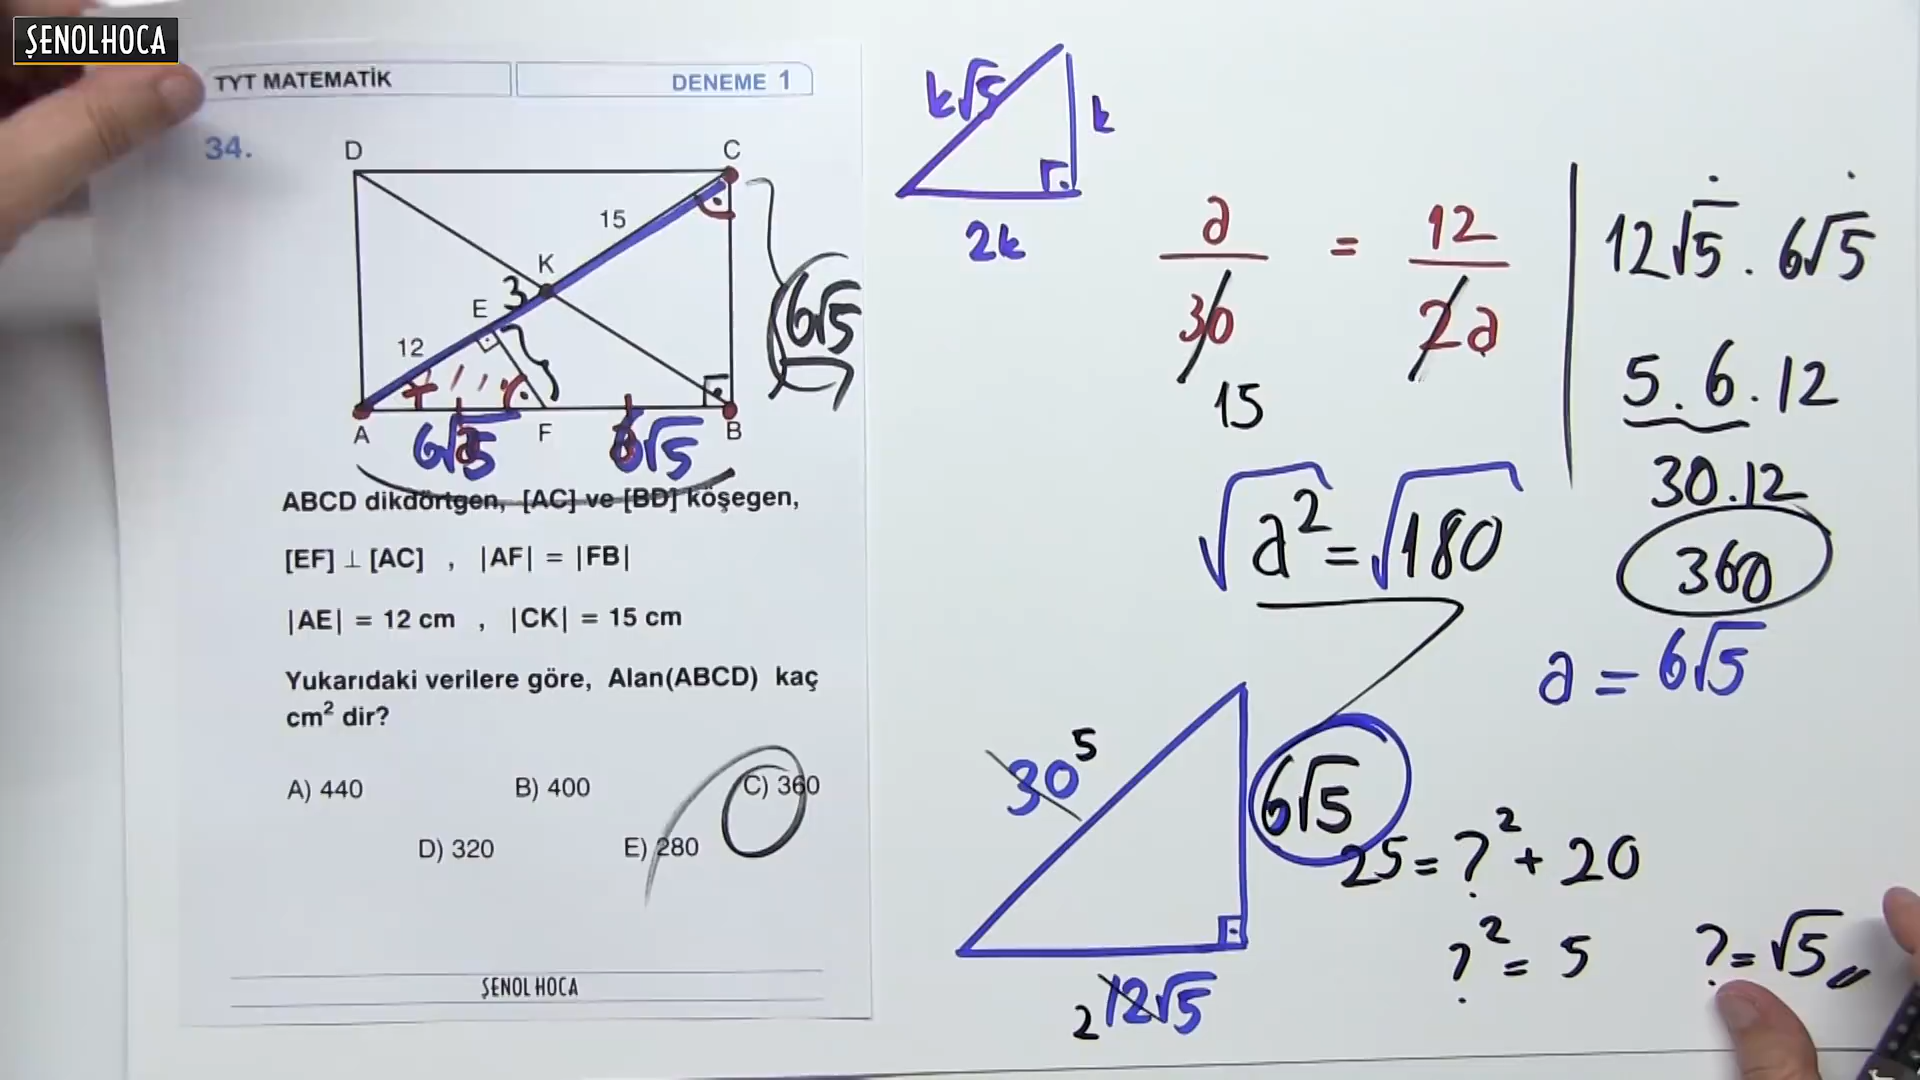 ŞENOLHOCA
TYT MATEMATİK
DENEME 1
34.
D
C
15
K
3
E
12
6√5
A
F
B
6√5
6√5
ABCD dikdörtgen, [AC] ve [BD] köşegen,
[EF] ⊥ [AC] , |AF| = |FB|
|AE| = 12 cm , |CK| = 15 cm
Yukarıdaki verilere göre, Alan(ABCD) kaç
cm² dir?
A) 440 B) 400 C) 360
D) 320 E) 280
ŞENOL HOCA
k√5
k
2k
a/30 = 12/2a
15
√a² = √180
12√5 . 6√5
5 . 6 . 12
30.12
360
a = 6√5
30 5
6√5
2 12√5
25 = ?² + 20
?² = 5
? = √5